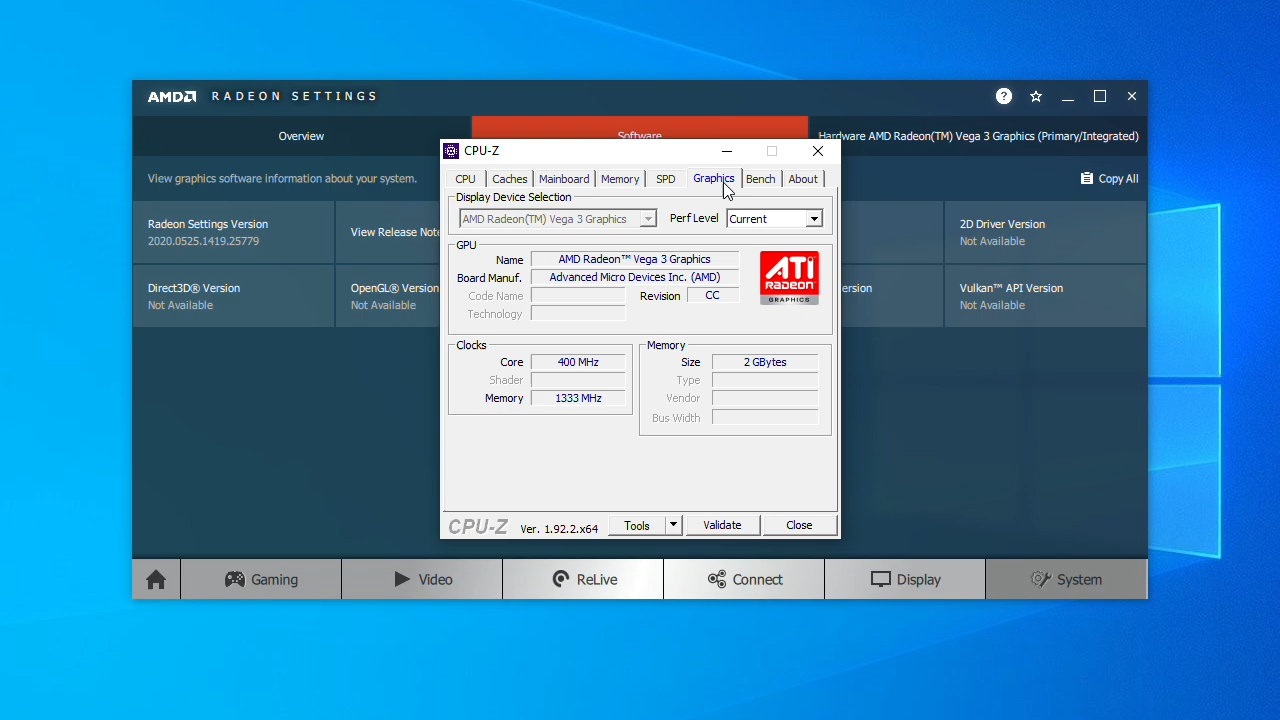 AMD RADEON SETTINGS
?
Overview
Software
Hardware AMD Radeon(TM) Vega 3 Graphics (Primary/Integrated)
View graphics software information about your system.
Copy All
Radeon Settings Version
2020.0525.1419.25779
View Release Note
2D Driver Version
Not Available
Direct3D® Version
Not Available
OpenGL® Version
Not Available
ersion
Vulkan™ API Version
Not Available
CPU-Z
CPU Caches Mainboard Memory SPD Graphics Bench About
Display Device Selection
AMD Radeon(TM) Vega 3 Graphics Perf Level Current
GPU
Name AMD Radeon™ Vega 3 Graphics
Board Manuf. Advanced Micro Devices Inc. (AMD)
Code Name Revision CC
Technology
ATI
RADEON
GRAPHICS
Clocks
Core 400 MHz
Shader
Memory 1333 MHz
Memory
Size 2 GBytes
Type
Vendor
Bus Width
CPU-Z Ver. 1.92.2.x64 Tools Validate Close
Gaming Video ReLive Connect Display System